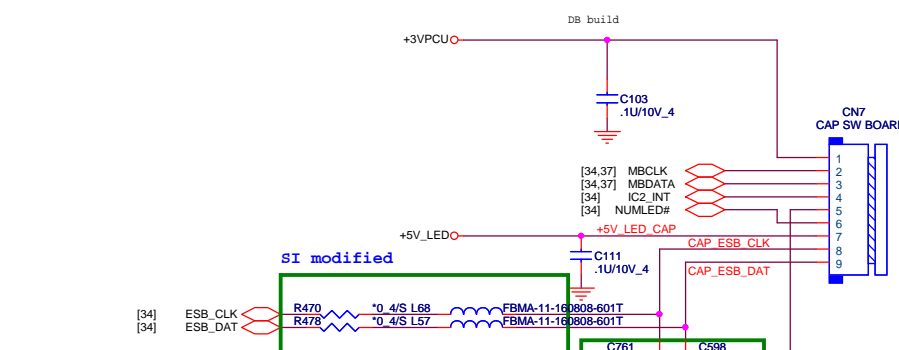 DB build
+3VPCU
C103
.1U/10V_4
CN7
CAP SW BOAR
1
[34,37] MBCLK 2
[34,37] MBDATA 3
[34] IC2_INT 4
[34] NUMLED# 5
6
+5V_LED +5V_LED_CAP 7
CAP_ESB_CLK 8
9
CAP_ESB_DAT
C111
.1U/10V_4
SI modified
[34] ESB_CLK R470 *0_4/S L68 FBMA-11-160808-601T
[34] ESB_DAT R478 *0_4/S L57 FBMA-11-160808-601T
C761 C598